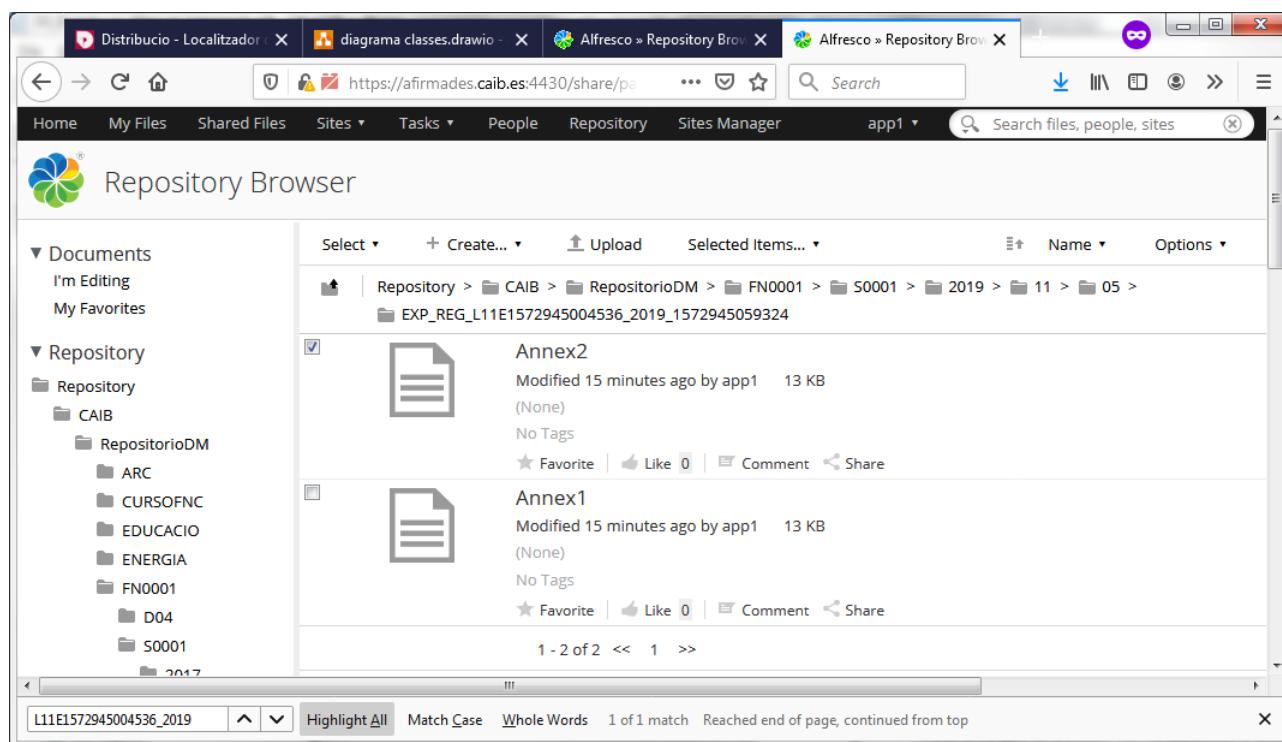 Distribucio - Localitzador
diagrama classes.drawio -
Alfresco » Repository Brow
Alfresco » Repository Brow
https://afirmades.caib.es:4430/share/pa
Search
Home My Files Shared Files Sites Tasks People Repository Sites Manager app1 Search files, people, sites
Repository Browser
Documents
I'm Editing
My Favorites
Repository
Repository
CAIB
RepositorioDM
ARC
CURSOFNC
EDUCACIO
ENERGIA
FN0001
D04
S0001
2017
Select + Create... Upload Selected Items... Name Options
Repository > CAIB > RepositorioDM > FN0001 > S0001 > 2019 > 11 > 05 >
EXP_REG_L11E1572945004536_2019_1572945059324
Annex2
Modified 15 minutes ago by app1 13 KB
(None)
No Tags
Favorite Like 0 Comment Share
Annex1
Modified 15 minutes ago by app1 13 KB
(None)
No Tags
Favorite Like 0 Comment Share
1 - 2 of 2 << 1 >>
L11E1572945004536_2019 Highlight All Match Case Whole Words 1 of 1 match Reached end of page, continued from top